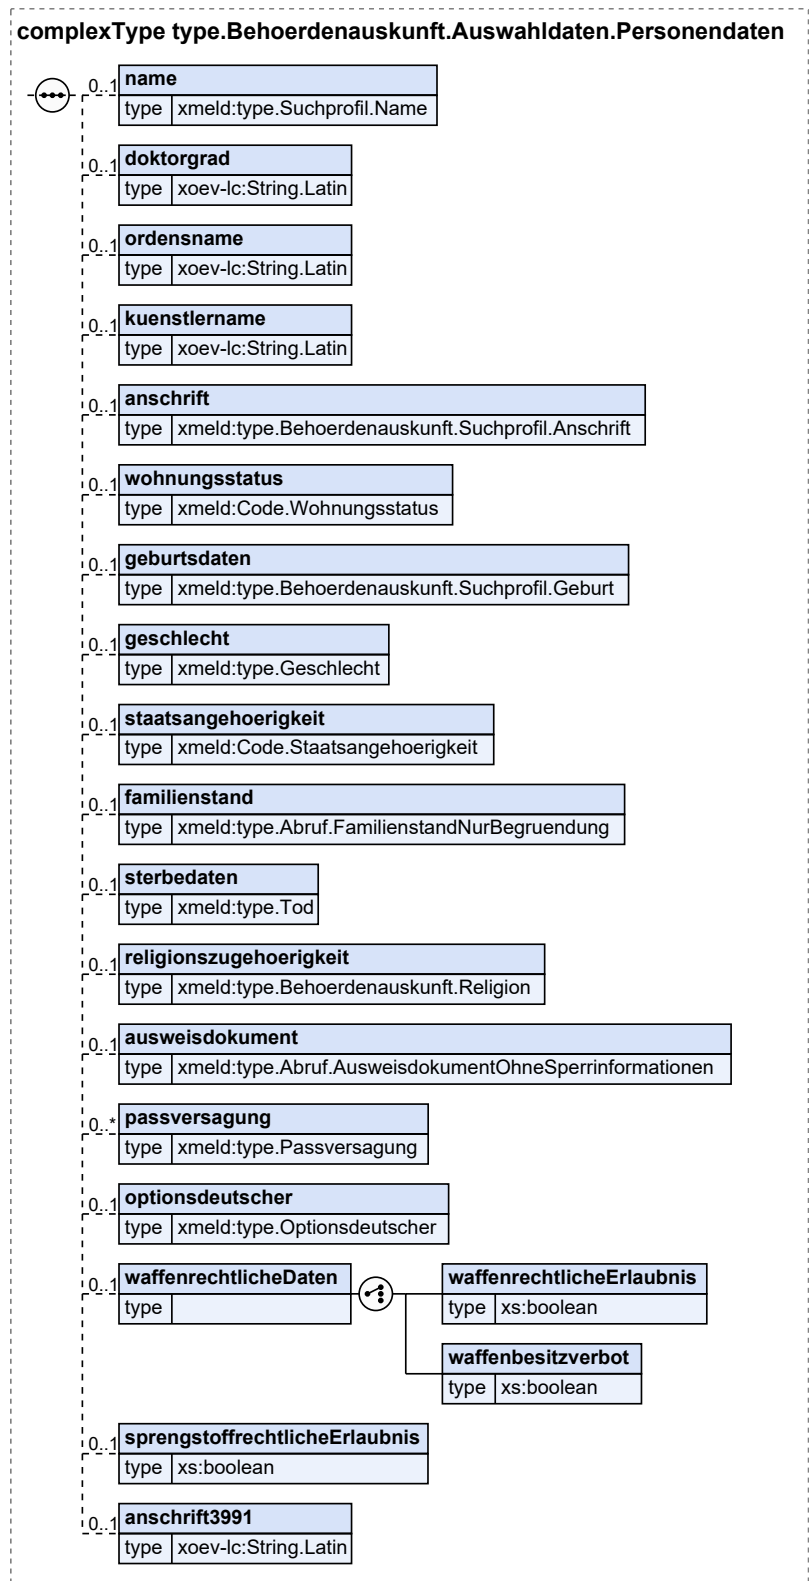 complexType type.Behoerdenauskunft.Auswahldaten.Personendaten
0..1 name
type xmeld:type.Suchprofil.Name
0..1 doktorgrad
type xoev-lc:String.Latin
0..1 ordensname
type xoev-lc:String.Latin
0..1 kuenstlername
type xoev-lc:String.Latin
0..1 anschrift
type xmeld:type.Behoerdenauskunft.Suchprofil.Anschrift
0..1 wohnungsstatus
type xmeld:Code.Wohnungsstatus
0..1 geburtsdaten
type xmeld:type.Behoerdenauskunft.Suchprofil.Geburt
0..1 geschlecht
type xmeld:type.Geschlecht
0..1 staatsangehoerigkeit
type xmeld:Code.Staatsangehoerigkeit
0..1 familienstand
type xmeld:type.Abruf.FamilienstandNurBegruendung
0..1 sterbedaten
type xmeld:type.Tod
0..1 religionszugehoerigkeit
type xmeld:type.Behoerdenauskunft.Religion
0..1 ausweisdokument
type xmeld:type.Abruf.AusweisdokumentOhneSperrinformationen
0..* passversagung
type xmeld:type.Passversagung
0..1 optionsdeutscher
type xmeld:type.Optionsdeutscher
0..1 waffenrechtlicheDaten
type
waffenrechtlicheErlaubnis
type xs:boolean
waffenbesitzverbot
type xs:boolean
0..1 sprengstoffrechtlicheErlaubnis
type xs:boolean
0..1 anschrift3991
type xoev-lc:String.Latin